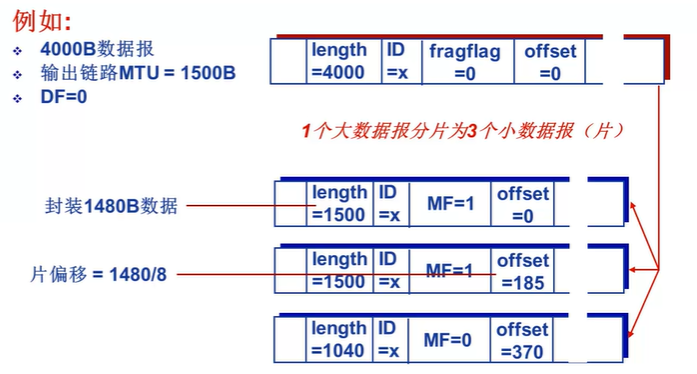 例如:
4000B数据报
输出链路MTU = 1500B
DF=0
length ID fragflag offset
=4000 =x =0 =0
1个大数据报分片为3个小数据报（片）
封装1480B数据
length ID MF=1 offset
=1500 =x =0
片偏移 = 1480/8
length ID MF=1 offset
=1500 =x =185
length ID MF=0 offset
=1040 =x =370